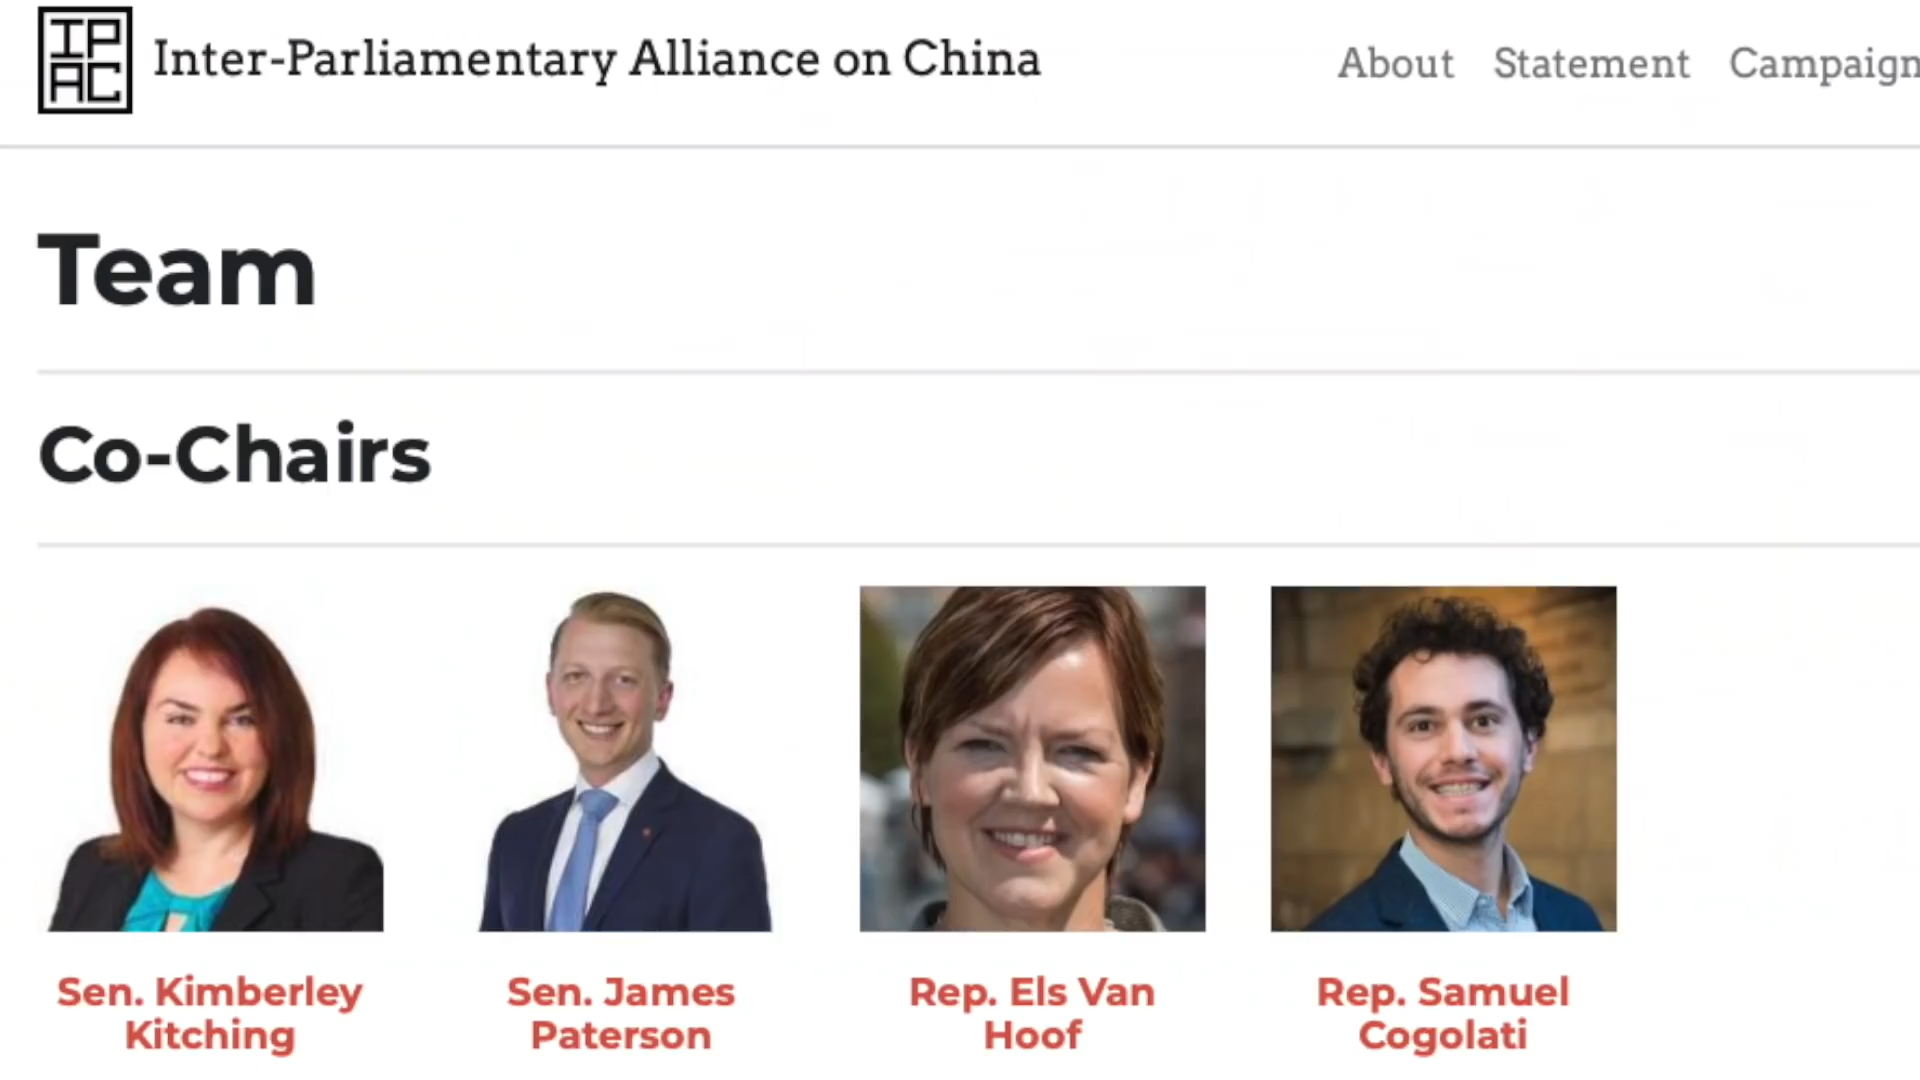 IP
AC
Inter-Parliamentary Alliance on China
About Statement Campaign
Team
Co-Chairs
Sen. Kimberley
Kitching
Sen. James
Paterson
Rep. Els Van
Hoof
Rep. Samuel
Cogolati